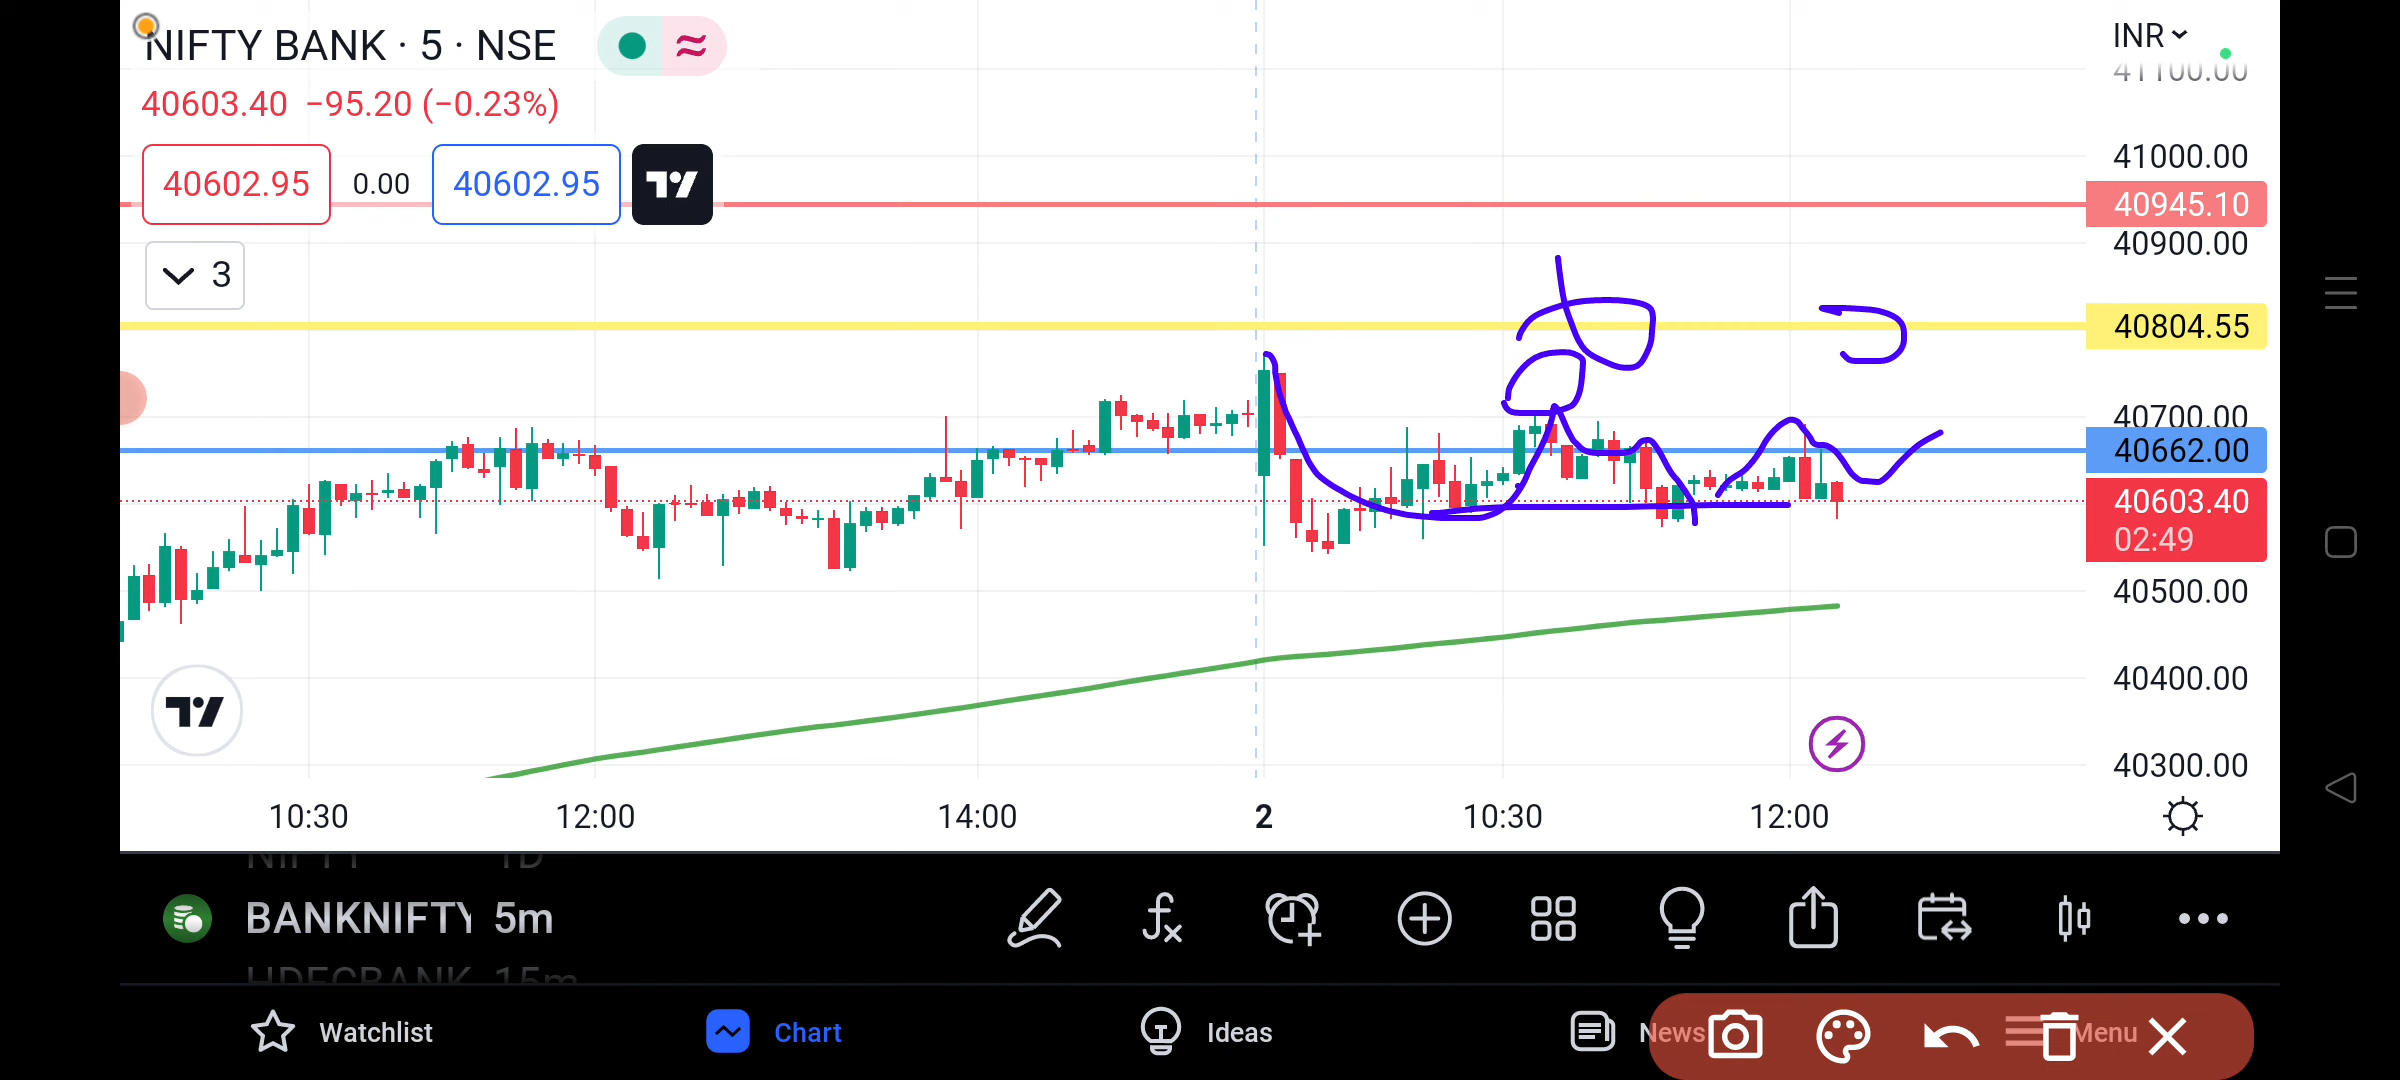 NIFTY BANK · 5 · NSE
INR
41100.00
40603.40 −95.20 (−0.23%)
41000.00
40602.95 0.00 40602.95
40945.10
40900.00
3
40804.55
40700.00
40662.00
40603.40
02:49
40500.00
40400.00
40300.00
10:30 12:00 14:00 2 10:30 12:00
NIFTY 1D
BANKNIFTY 5m
HDFCBANK 15m
Watchlist Chart Ideas News Menu